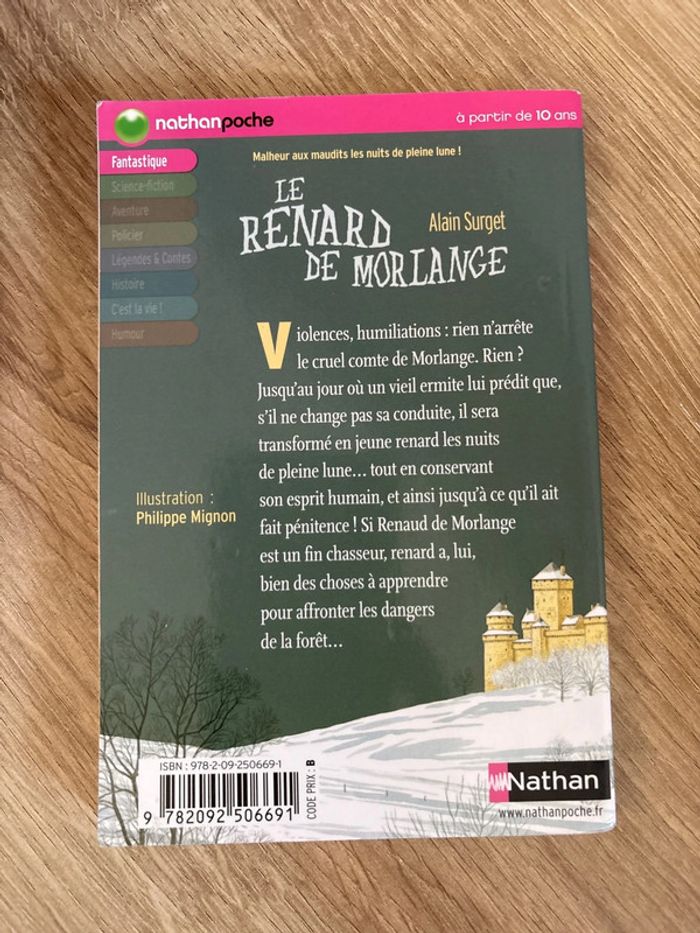 nathanpoche
à partir de 10 ans
Fantastique
Science-fiction
Aventure
Policier
Légendes & Contes
Histoire
C'est la vie !
Humour
Malheur aux maudits les nuits de pleine lune !
LE
RENARD
DE MORLANGE
Alain Surget
Violences, humiliations : rien n'arrête
le cruel comte de Morlange. Rien ?
Jusqu'au jour où un vieil ermite lui prédit que,
s'il ne change pas sa conduite, il sera
transformé en jeune renard les nuits
de pleine lune... tout en conservant
son esprit humain, et ainsi jusqu'à ce qu'il ait
fait pénitence ! Si Renaud de Morlange
est un fin chasseur, renard a, lui,
bien des choses à apprendre
pour affronter les dangers
de la forêt...
Illustration :
Philippe Mignon
ISBN : 978-2-09-250669-1
9 782092 506691
CODE PRIX : B
Nathan
www.nathanpoche.fr